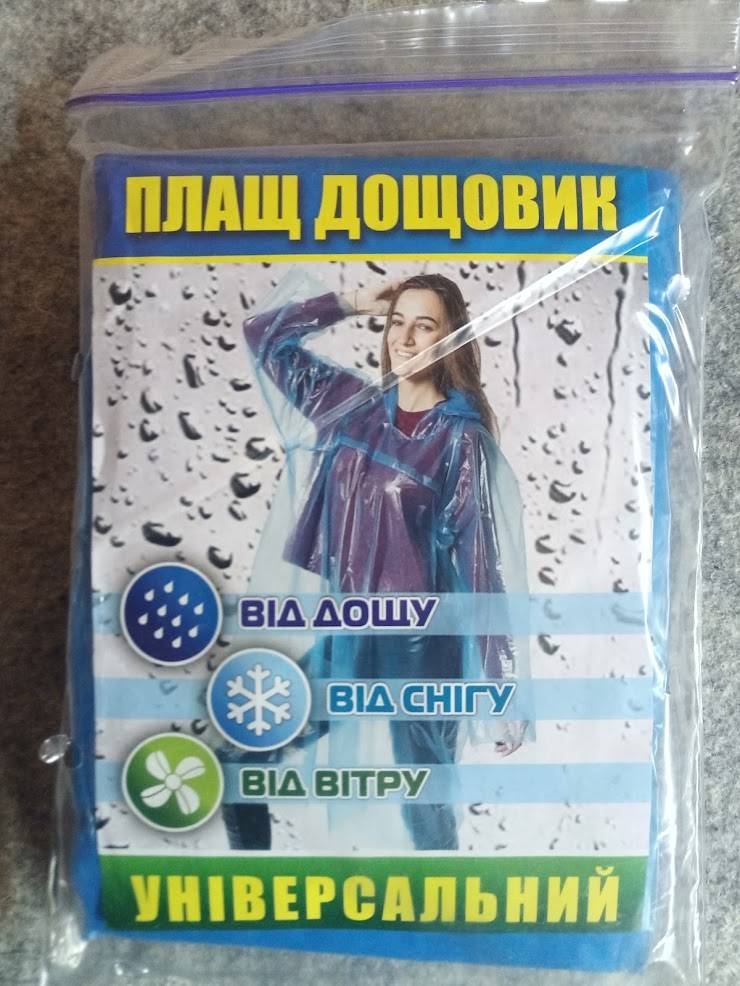 ПЛАЩ ДОЩОВИК
ВІД ДОЩУ
ВІД СНІГУ
ВІД ВІТРУ
УНІВЕРСАЛЬНИЙ